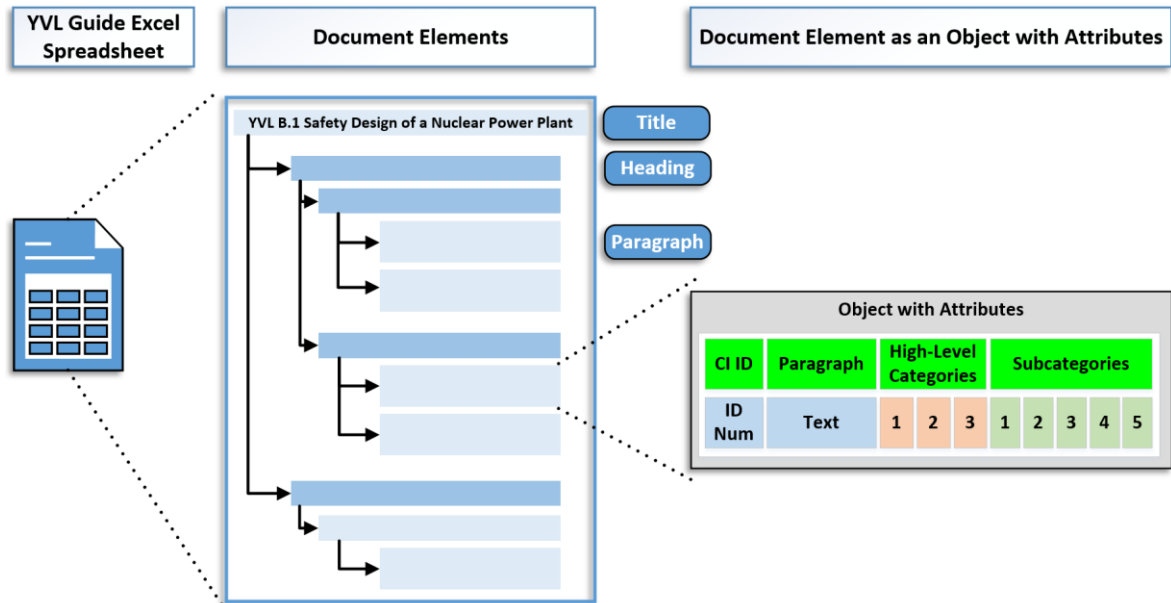 YVL Guide Excel
Spreadsheet
Document Elements
Document Element as an Object with Attributes
YVL B.1 Safety Design of a Nuclear Power Plant
Title
Heading
Paragraph
Object with Attributes
CI ID
Paragraph
High-Level
Categories
Subcategories
ID
Num
Text
1 2 3 1 2 3 4 5